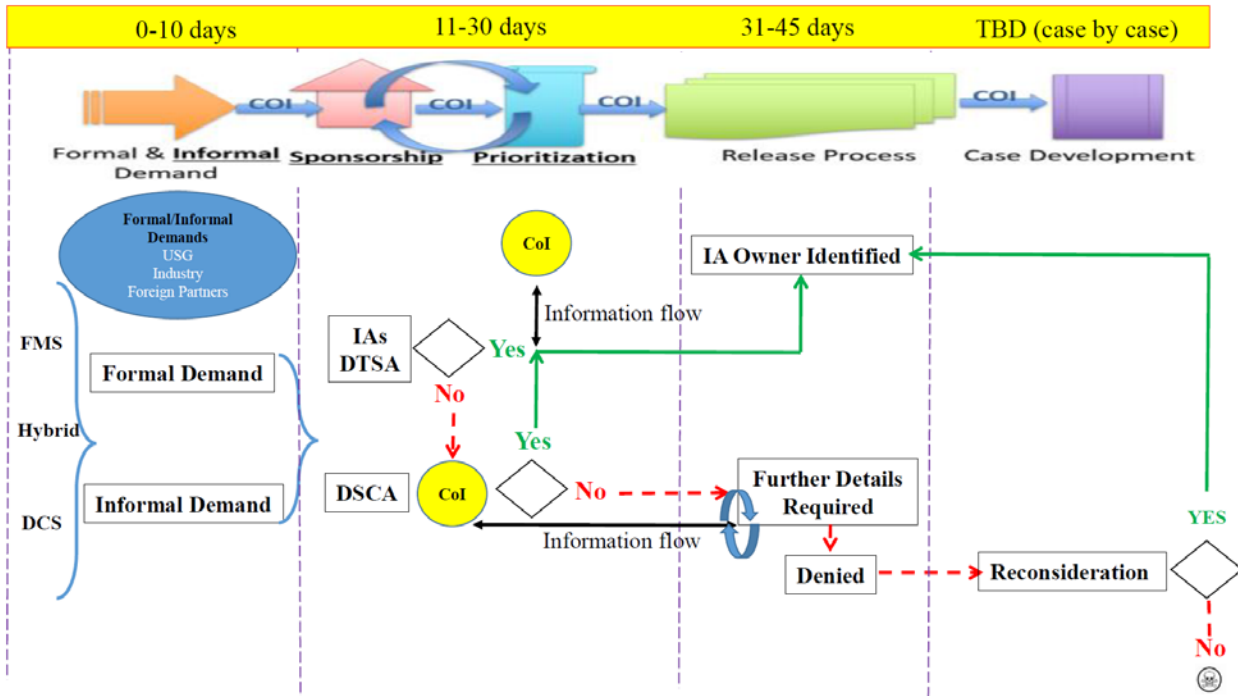 0-10 days
11-30 days
31-45 days
TBD (case by case)
COI
COI
COI
COI
Formal & Informal
Demand
Sponsorship
Prioritization
Release Process
Case Development
Formal/Informal
Demands
USG
Industry
Foreign Partners
FMS
Hybrid
DCS
Formal Demand
Informal Demand
CoI
Information flow
IAs
DTSA
Yes
No
Yes
DSCA
CoI
No
Information flow
IA Owner Identified
Further Details
Required
Denied
Reconsideration
YES
No